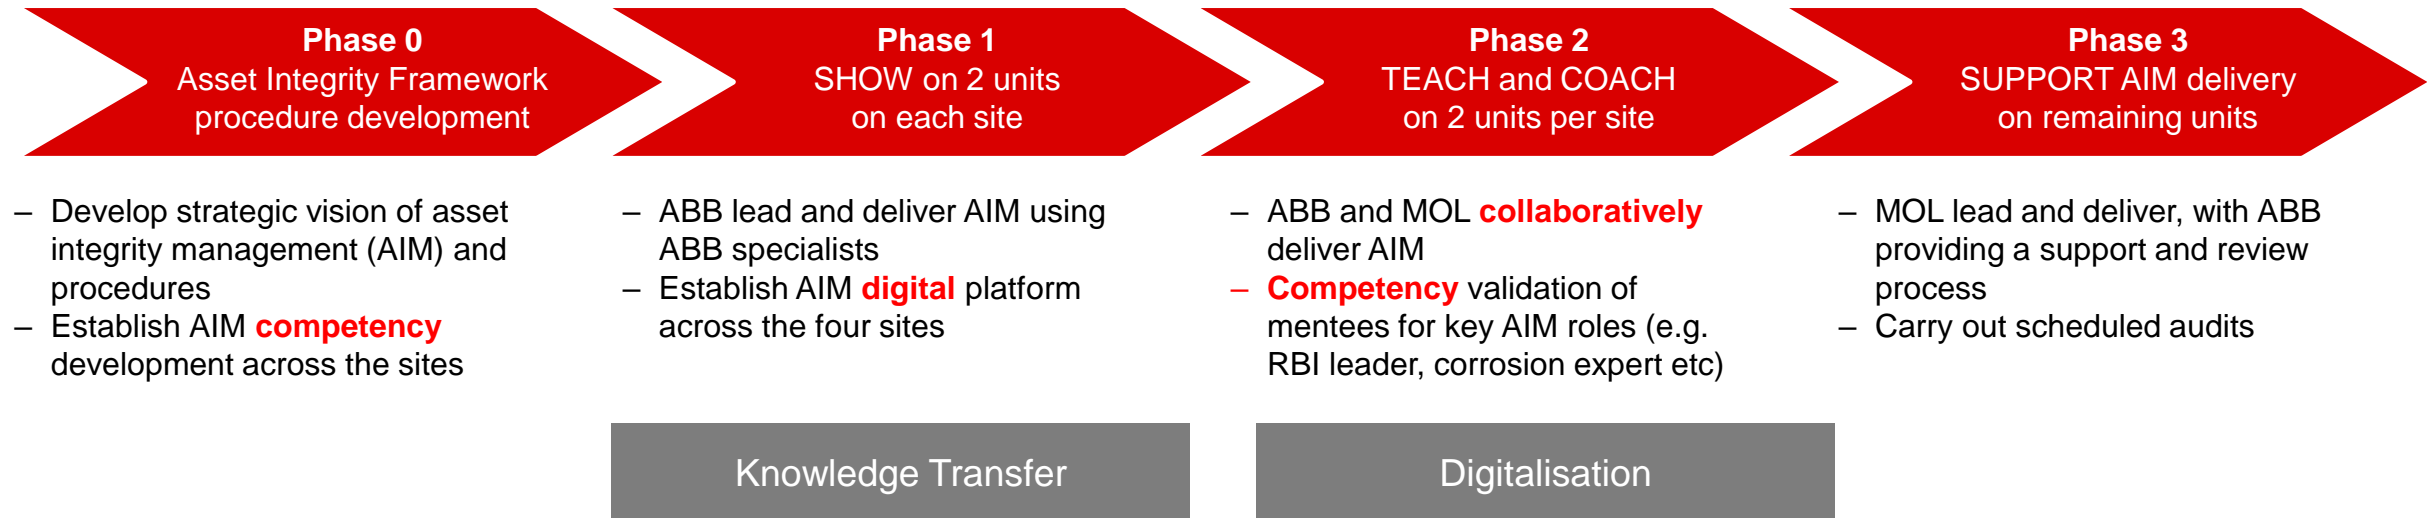 Phase 0
Asset Integrity Framework
procedure development
Phase 1
SHOW on 2 units
on each site
Phase 2
TEACH and COACH
on 2 units per site
Phase 3
SUPPORT AIM delivery
on remaining units
– Develop strategic vision of asset
integrity management (AIM) and
procedures
– Establish AIM competency
development across the sites
– ABB lead and deliver AIM using
ABB specialists
– Establish AIM digital platform
across the four sites
– ABB and MOL collaboratively
deliver AIM
– Competency validation of
mentees for key AIM roles (e.g.
RBI leader, corrosion expert etc)
– MOL lead and deliver, with ABB
providing a support and review
process
– Carry out scheduled audits
Knowledge Transfer
Digitalisation